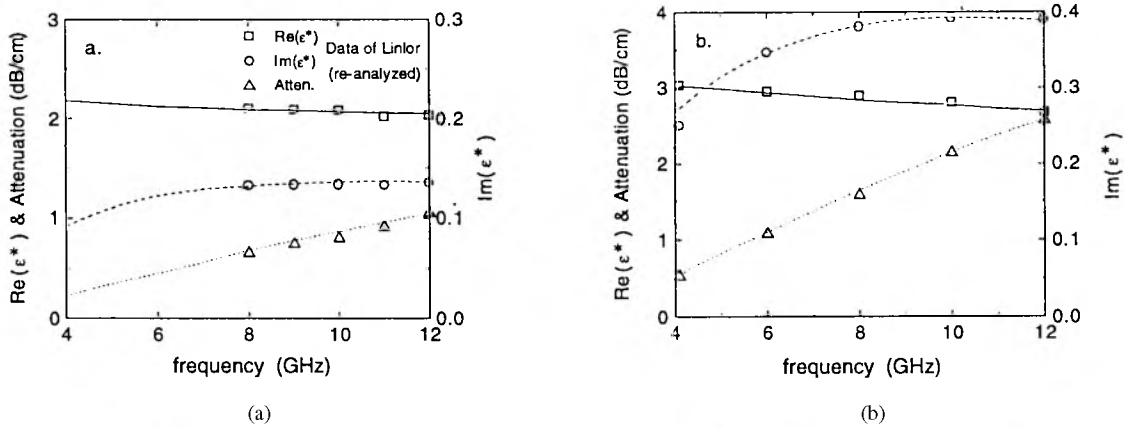 a.
Re(ε*)
Im(ε*)
Atten.
Data of Linlor
(re-analyzed)
Re(ε*) & Attenuation (dB/cm)
3
2
1
0
0.3
0.2
0.1
0.0
Im(ε*)
4 6 8 10 12
frequency (GHz)
(a)
b.
Re(ε*) & Attenuation (dB/cm)
4
3
2
1
0
0.4
0.3
0.2
0.1
0.0
Im(ε*)
4 6 8 10 12
frequency (GHz)
(b)